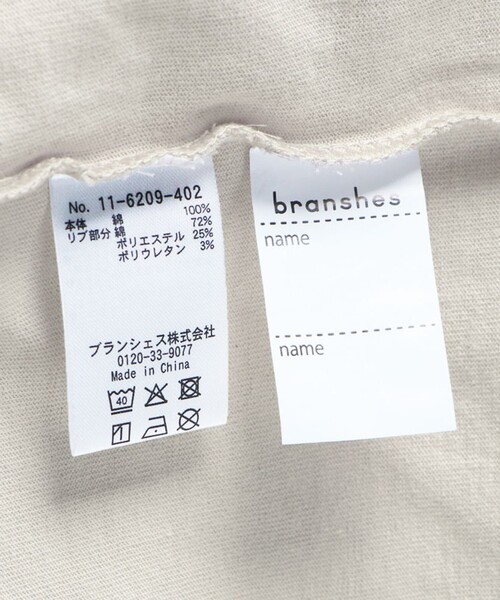 No. 11-6209-402
本体 綿 100%
リブ部分 綿 72%
ポリエステル 25%
ポリウレタン 3%
ブランシェス株式会社
0120-33-9077
Made in China
40
branshes
name
name